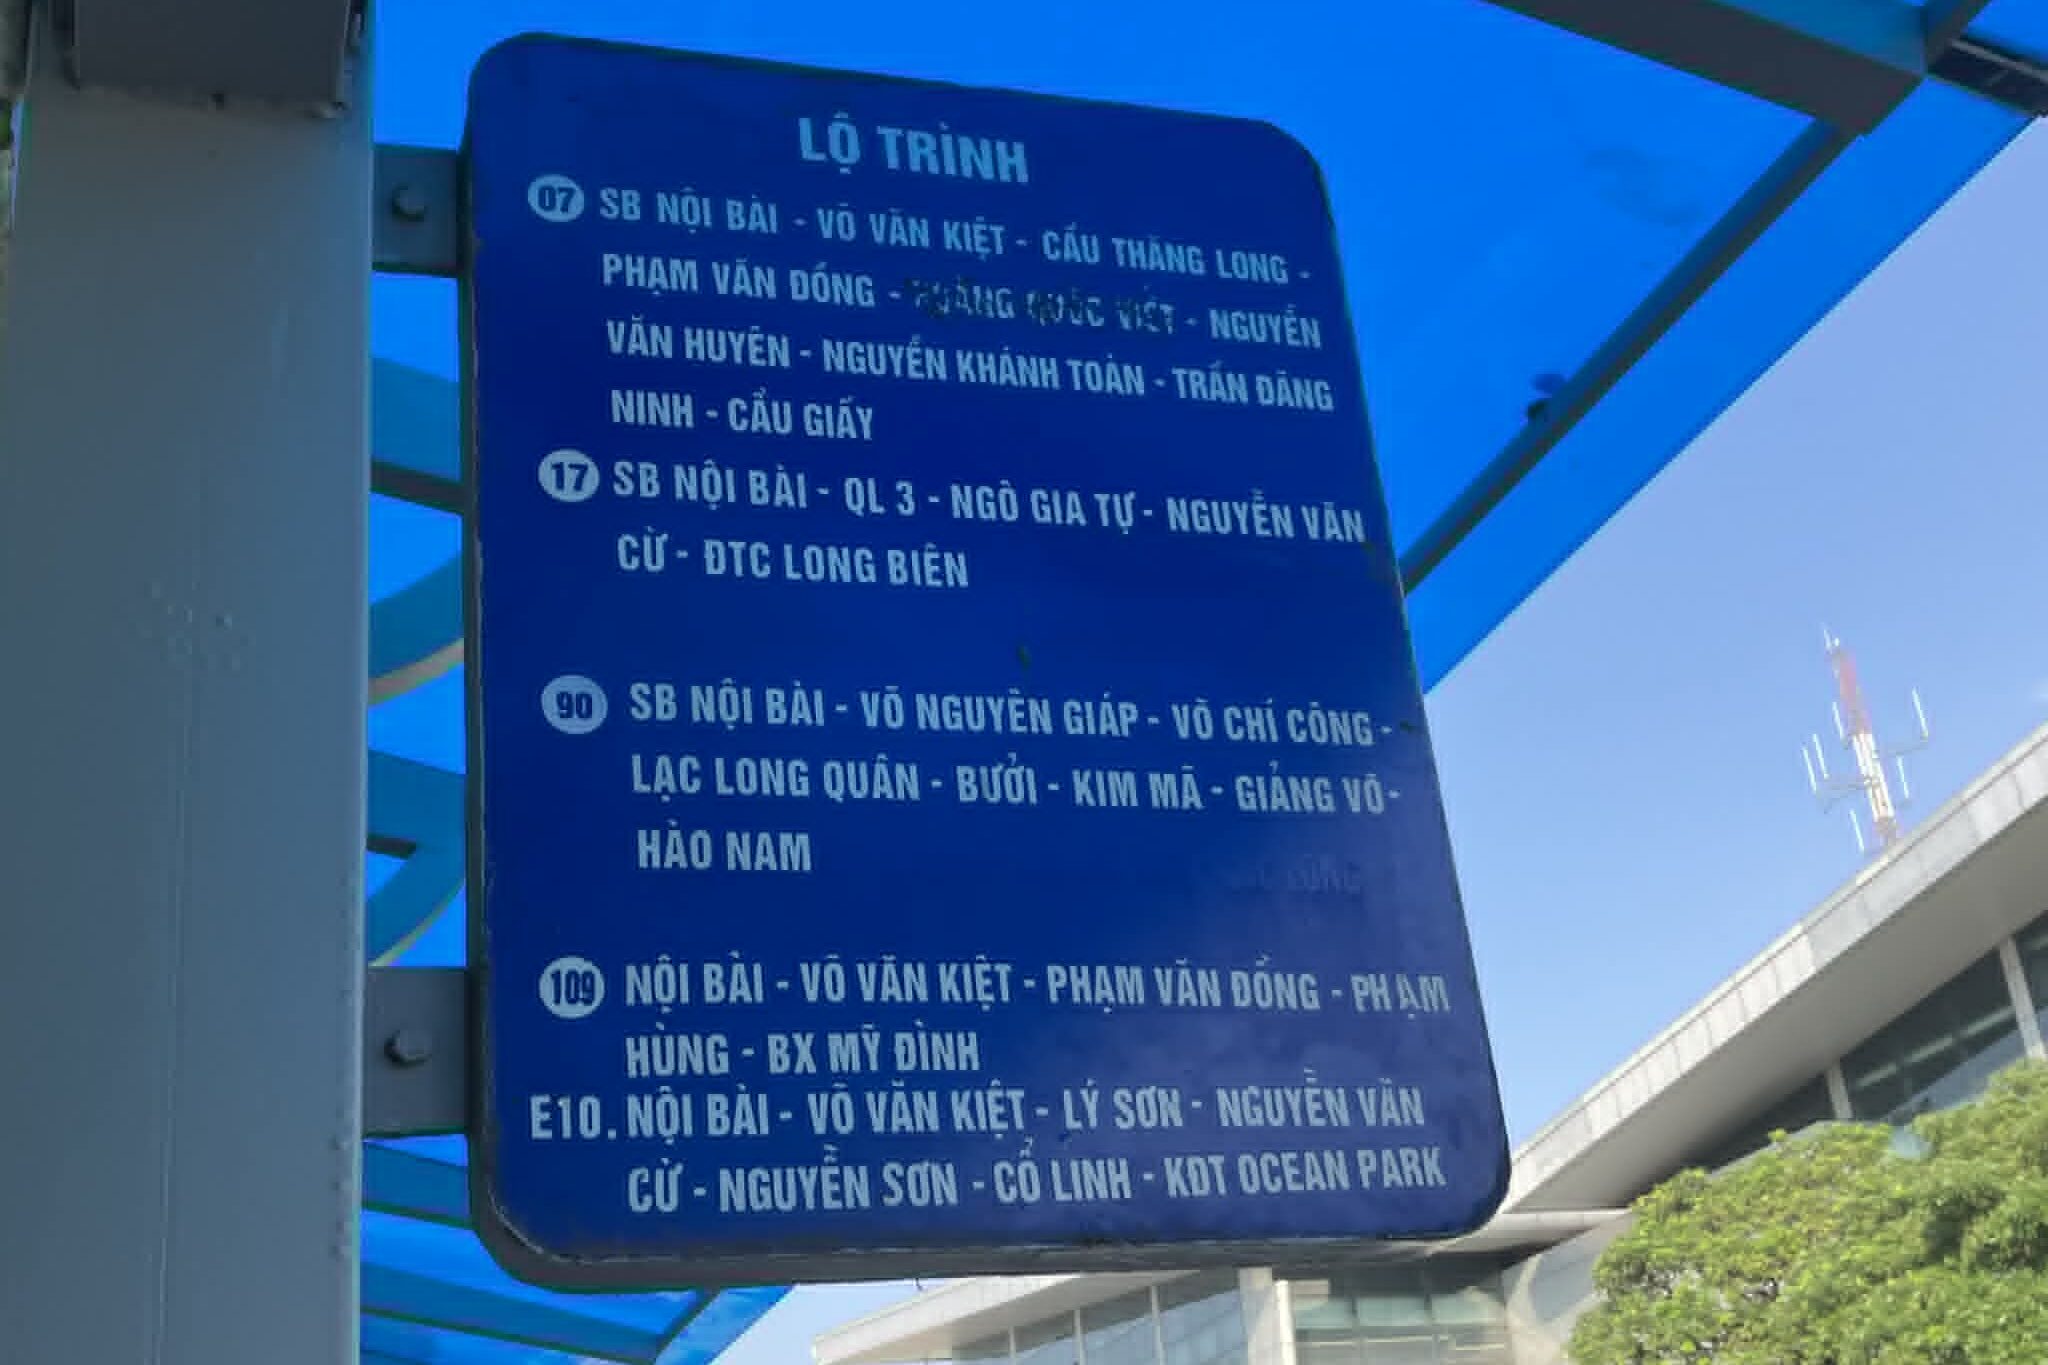 LỘ TRÌNH
07 SB NỘI BÀI - VÕ VĂN KIỆT - CẦU THĂNG LONG -
PHẠM VĂN ĐỒNG - HOÀNG QUỐC VIỆT - NGUYỄN
VĂN HUYÊN - NGUYỄN KHÁNH TOÀN - TRẦN ĐĂNG
NINH - CẦU GIẤY
17 SB NỘI BÀI - QL 3 - NGÔ GIA TỰ - NGUYỄN VĂN
CỪ - ĐTC LONG BIÊN
90 SB NỘI BÀI - VÕ NGUYÊN GIÁP - VÕ CHÍ CÔNG -
LẠC LONG QUÂN - BƯỞI - KIM MÃ - GIẢNG VÕ -
HÀO NAM
109 NỘI BÀI - VÕ VĂN KIỆT - PHẠM VĂN ĐỒNG - PHẠM
HÙNG - BX MỸ ĐÌNH
E10. NỘI BÀI - VÕ VĂN KIỆT - LÝ SƠN - NGUYỄN VĂN
CỪ - NGUYỄN SƠN - CỔ LINH - KĐT OCEAN PARK